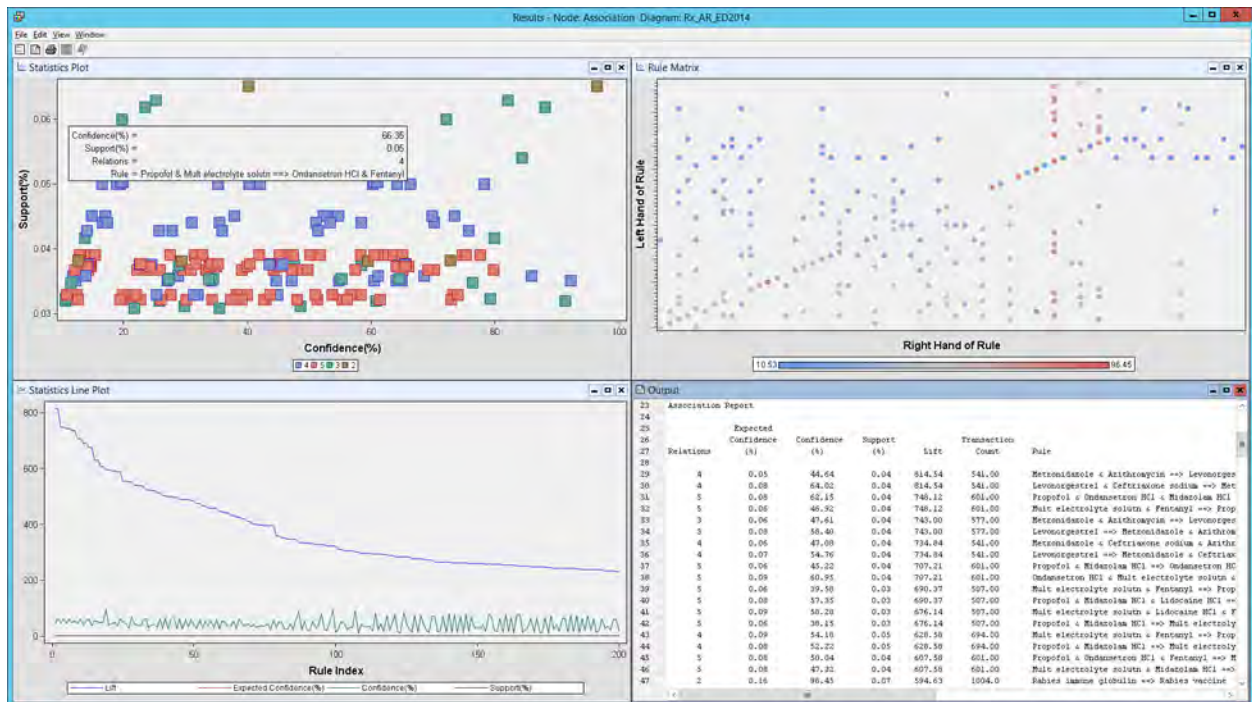 Results - Node: Association Diagram: Rx_AR_ED2014
File Edit View Window
Statistics Plot
Support(%)
0.06
0.05
0.04
0.03
Confidence(%) = 66.35
Support(%) = 0.05
Relations = 4
Rule = Propofol & Mult electrolyte solutn ==> Ondansetron HCl & Fentanyl
20 40 60 80 100
Confidence(%)
4 5 3 2
Rule Matrix
Left Hand of Rule
Right Hand of Rule
10.53 96.45
Statistics Line Plot
800
600
400
200
0
0 50 100 150 200
Rule Index
Lift Expected Confidence(%) Confidence(%) Support(%)
Output
23 Association Report
24
25 Expected
26 Confidence Confidence Support Transaction
27 Relations (%) (%) (%) Lift Count Rule
28
29 4 0.05 44.64 0.04 814.54 541.00 Metronidazole & Azithromycin ==> Levonorges
30 4 0.08 64.02 0.04 814.54 541.00 Levonorgestrel & Ceftriaxone sodium ==> Met
31 5 0.08 62.15 0.04 748.12 601.00 Propofol & Ondansetron HCl & Midazolam HCl
32 5 0.06 46.92 0.04 748.12 601.00 Mult electrolyte solutn & Fentanyl ==> Prop
33 3 0.06 47.61 0.04 743.00 577.00 Metronidazole & Azithromycin ==> Levonorges
34 3 0.08 58.40 0.04 743.00 577.00 Levonorgestrel ==> Metronidazole & Azithrom
35 4 0.06 47.08 0.04 734.84 541.00 Metronidazole & Ceftriaxone sodium & Azithr
36 4 0.07 54.76 0.04 734.84 541.00 Levonorgestrel ==> Metronidazole & Ceftriax
37 5 0.06 45.22 0.04 707.21 601.00 Propofol & Midazolam HCl ==> Ondansetron HC
38 5 0.09 60.95 0.04 707.21 601.00 Ondansetron HCl & Mult electrolyte solutn &
39 5 0.06 39.58 0.03 690.37 507.00 Mult electrolyte solutn & Fentanyl ==> Prop
40 5 0.08 57.35 0.03 690.37 507.00 Propofol & Midazolam HCl & Lidocaine HCl ==
41 5 0.09 58.28 0.03 676.14 507.00 Mult electrolyte solutn & Lidocaine HCl & F
42 5 0.06 38.15 0.03 676.14 507.00 Propofol & Midazolam HCl ==> Mult electroly
43 4 0.09 54.18 0.05 628.58 694.00 Mult electrolyte solutn & Fentanyl ==> Prop
44 4 0.08 52.22 0.05 628.58 694.00 Propofol & Midazolam HCl ==> Mult electroly
45 5 0.08 50.04 0.04 607.58 601.00 Propofol & Ondansetron HCl & Fentanyl ==> M
46 5 0.08 47.32 0.04 607.58 601.00 Mult electrolyte solutn & Midazolam HCl ==>
47 2 0.16 96.45 0.07 594.63 1004.0 Rabies immune globulin ==> Rabies vaccine